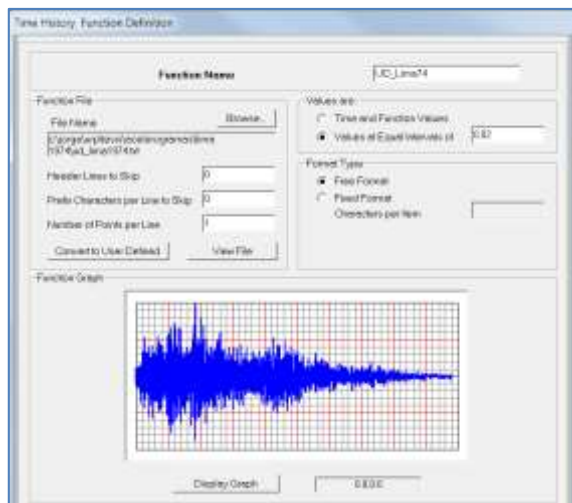 Time History Function Definition
Function Name
UD_Lima74
Function File
File Name
Browse...
Header Lines to Skip
0
Prefix Characters per Line to Skip
0
Number of Points per Line
1
Convert to User Defined
View File
Values are:
Time and Function Values
Values at Equal Intervals of
0.02
Format Type
Free Format
Fixed Format
Characters per Item
Function Graph
Display Graph